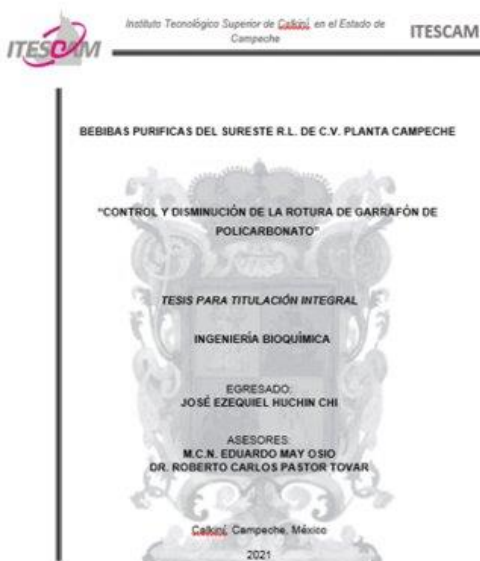 Instituto Tecnológico Superior de Calkiní, en el Estado de
Campeche
ITESCAM
ITESCAM
BEBIBAS PURIFICAS DEL SURESTE R.L. DE C.V. PLANTA CAMPECHE
"CONTROL Y DISMINUCIÓN DE LA ROTURA DE GARRAFÓN DE
POLICARBONATO"
TESIS PARA TITULACIÓN INTEGRAL
INGENIERÍA BIOQUÍMICA
EGRESADO:
JOSÉ EZEQUIEL HUCHIN CHI
ASESORES:
M.C.N. EDUARDO MAY OSIO
DR. ROBERTO CARLOS PASTOR TOVAR
Calkiní, Campeche, México
2021